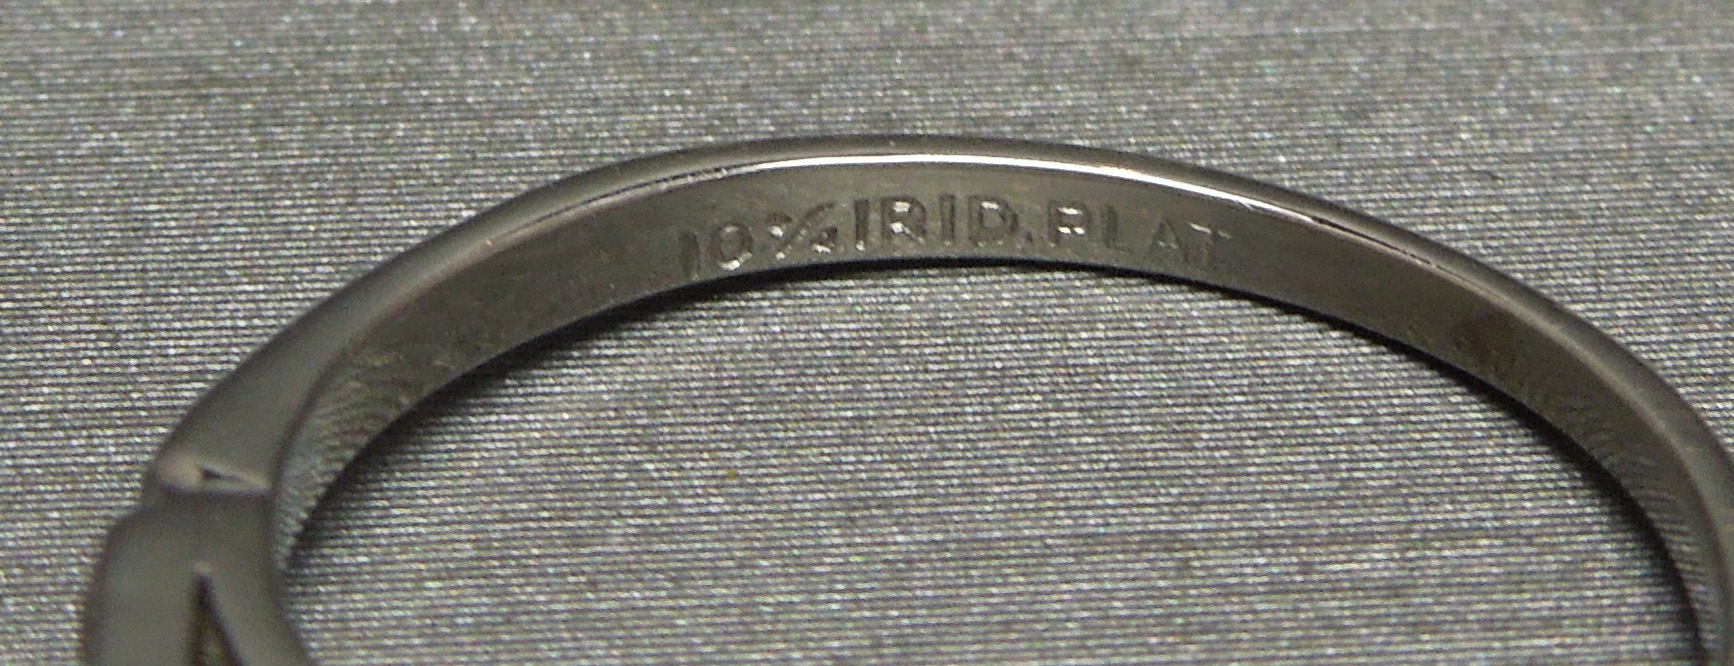 10% IRID. PLAT